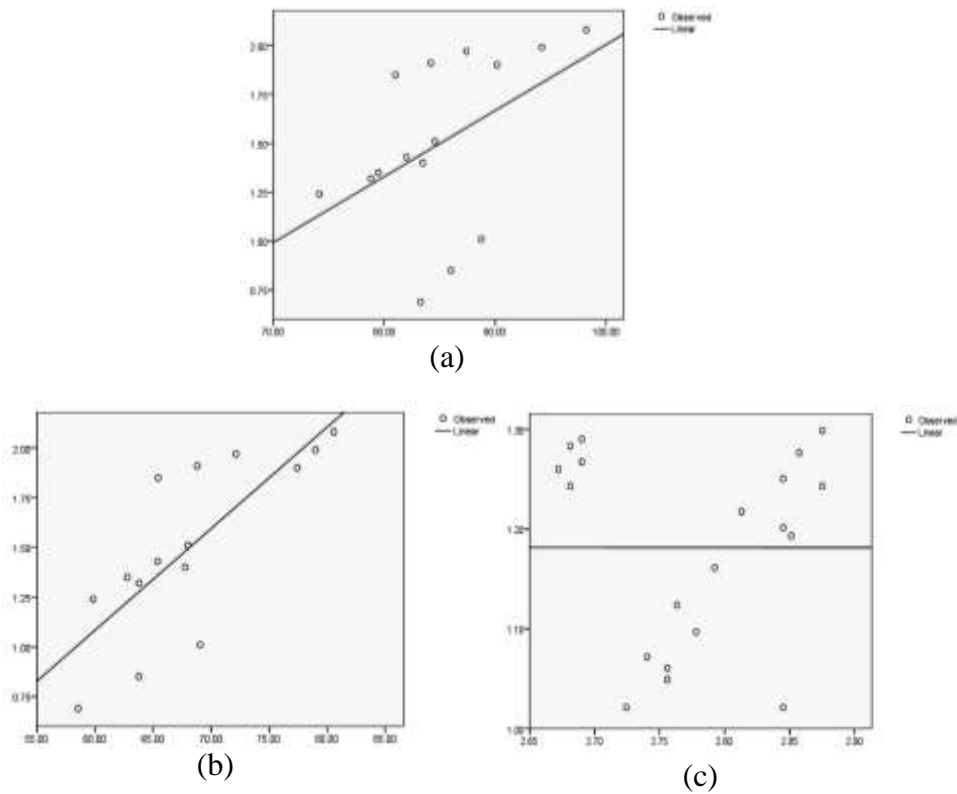 Observed
Linear
2.00
1.75
1.50
1.25
1.00
0.75
70.00 80.00 90.00 100.00
(a)
Observed
Linear
2.00
1.75
1.50
1.25
1.00
0.75
55.00 60.00 65.00 70.00 75.00 80.00 85.00
(b)
Observed
Linear
1.30
1.20
1.10
1.00
2.65 2.70 2.75 2.80 2.85 2.90
(c)